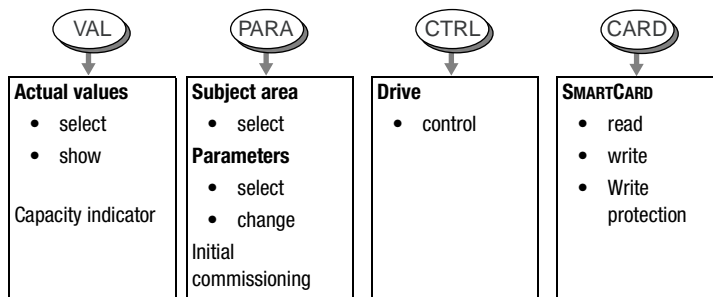 VAL
PARA
CTRL
CARD
Actual values
• select
• show
Capacity indicator
Subject area
• select
Parameters
• select
• change
Initial
commissioning
Drive
• control
SMARTCARD
• read
• write
• Write
protection